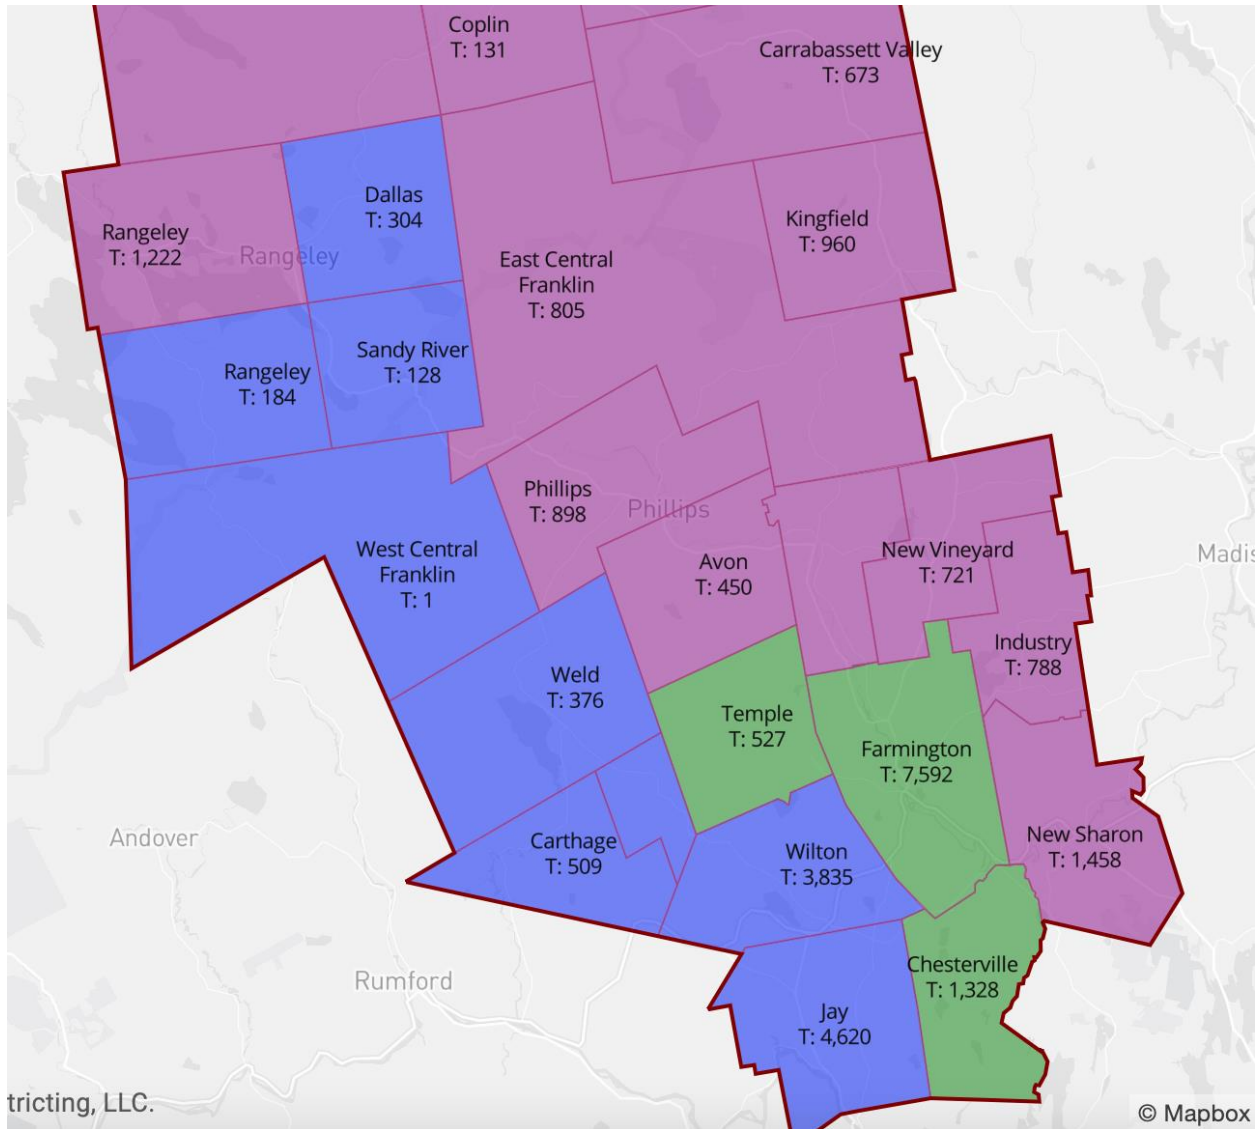 Coplin
T: 131
Carrabassett Valley
T: 673
Dallas
T: 304
Rangeley
T: 1,222
Rangeley
Kingfield
T: 960
East Central
Franklin
T: 805
Sandy River
T: 128
Rangeley
T: 184
Phillips
T: 898
Phillips
West Central
Franklin
T: 1
Avon
T: 450
New Vineyard
T: 721
Madis
Industry
T: 788
Weld
T: 376
Temple
T: 527
Farmington
T: 7,592
Andover
Carthage
T: 509
Wilton
T: 3,835
New Sharon
T: 1,458
Rumford
Chesterville
T: 1,328
Jay
T: 4,620
tricting, LLC.
© Mapbox